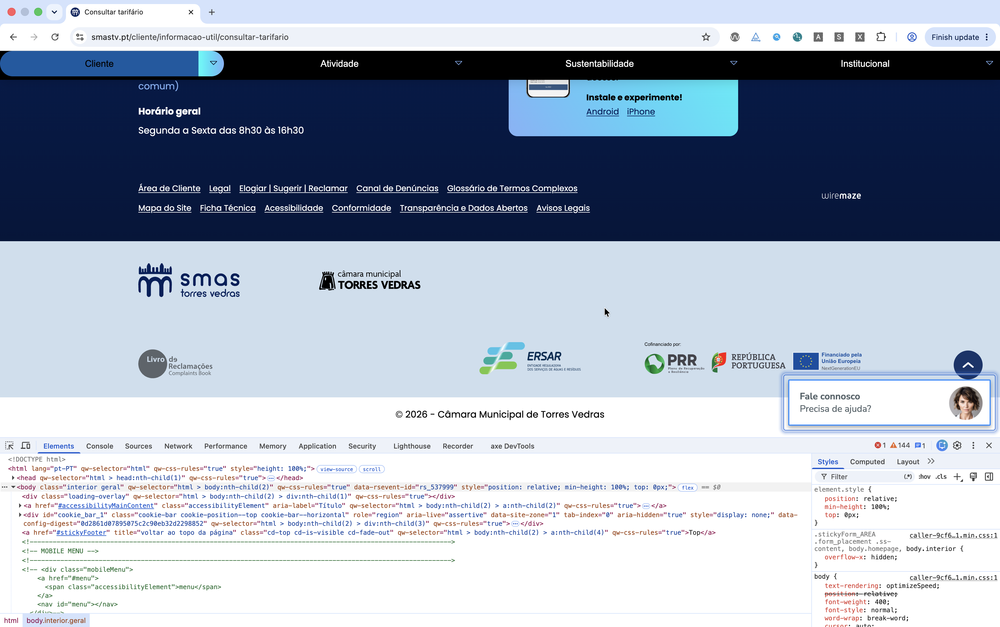 Consultar tarifário
smastv.pt/cliente/informacao-util/consultar-tarifario
A
S
X
Finish update
Cliente
Atividade
Sustentabilidade
Institucional
comum)
Horário geral
Segunda a Sexta das 8h30 às 16h30
Instale e experimente!
Android iPhone
Área de Cliente Legal Elogiar | Sugerir | Reclamar Canal de Denúncias Glossário de Termos Complexos
Mapa do Site Ficha Técnica Acessibilidade Conformidade Transparência e Dados Abertos Avisos Legais
wiremaze
smas
torres vedras
câmara municipal
TORRES VEDRAS
Livro de
Reclamações
Complaints Book
ERSAR
ENTIDADE REGULADORA
DOS SERVIÇOS DE ÁGUAS E RESÍDUOS
Cofinanciado por:
PRR
Plano de Recuperação
e Resiliência
REPÚBLICA
PORTUGUESA
Financiado pela
União Europeia
NextGenerationEU
Fale connosco
Precisa de ajuda?
© 2026 - Câmara Municipal de Torres Vedras
Elements Console Sources Network Performance Memory Application Security Lighthouse Recorder axe DevTools
1 144 1
<!DOCTYPE html>
<html lang="pt-PT" qw-selector="html" qw-css-rules="true" style="height: 100%;"> view-source scroll
<head qw-selector="html > head:nth-child(1)" qw-css-rules="true"> … </head>
<body class="interior geral" qw-selector="html > body:nth-child(2)" qw-css-rules="true" data-rsevent-id="rs_537999" style="position: relative; min-height: 100%; top: 0px;"> flex == $0
<div class="loading-overlay" qw-selector="html > body:nth-child(2) > div:nth-child(1)" qw-css-rules="true"></div>
<a href="#accessibilityMainContent" class="accessibilityElement" aria-label="Título" qw-selector="html > body:nth-child(2) > a:nth-child(2)" qw-css-rules="true"> … </a>
<div id="cookie_bar_1" class="cookie-bar cookie-position--top cookie-bar--horizontal" role="region" aria-live="assertive" data-site-zone="1" tab-index="0" aria-hidden="true" style="display: none;" data-
config-digest="0d2861d07895075c2c90eb32d2298852" qw-selector="html > body:nth-child(2) > div:nth-child(3)" qw-css-rules="true"> … </div>
<a href="#stickyFooter" title="voltar ao topo da página" class="cd-top cd-is-visible cd-fade-out" qw-selector="html > body:nth-child(2) > a:nth-child(4)" qw-css-rules="true">Top</a>
<!-- MOBILE MENU -->
<!-- <div class="mobileMenu">
<a href="#menu">
<span class="accessibilityElement">menu</span>
</a>
<nav id="menu"></nav>
</div>-->
html body.interior.geral
Styles Computed Layout
Filter (.*) :hov .cls
element.style {
position: relative;
min-height: 100%;
top: 0px;
}
.stickyForm_AREA caller-9cf6…1.min.css:1
.form_placement .ss-
content, body.homepage, body.interior {
overflow-x: hidden;
}
body { caller-9cf6…1.min.css:1
text-rendering: optimizeSpeed;
position: relative;
font-weight: 400;
font-style: normal;
word-wrap: break-word;
cursor: auto;